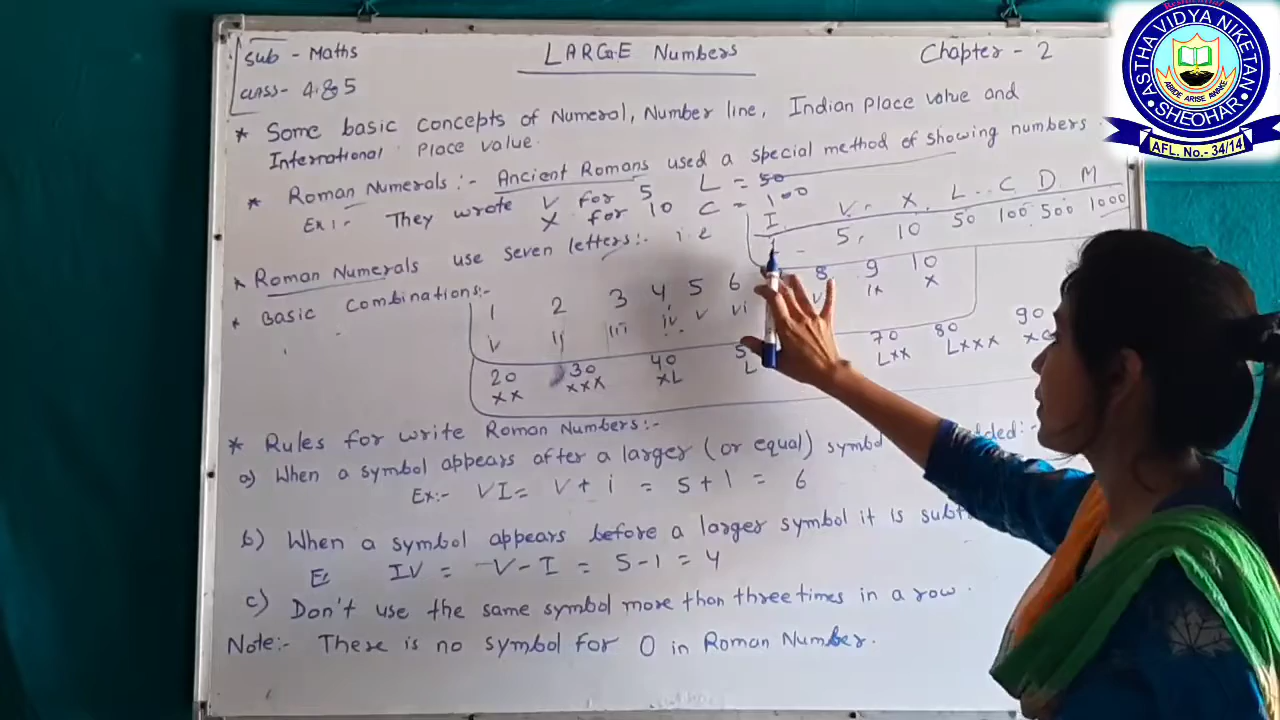 Sub - Maths
LARGE Numbers
Chapter - 2
CLASS - 4 & 5
* Some basic concepts of Numeral, Number line, Indian Place value and
International Place value.
* Roman Numerals :- Ancient Romans used a special method of showing numbers
Ex :- They wrote V for 5 L = 50
X for 10 C = 100
* Roman Numerals use seven letters:- i.e
I V X L C D M
5 10 50 100 500 1000
* Basic Combinations:-
1 2 3 4 5 6 8 9 10
ii iii iv v vi ix x
20 30 40 70 80 90
xx xxx xL L Lxx Lxxx
* Rules for write Roman Numbers:-
a) When a symbol appears after a larger (or equal) symbol
Ex:- VI = V + i = 5 + 1 = 6
b) When a symbol appears before a larger symbol it is
Ex IV = V - I = 5 - 1 = 4
c) Don't use the same symbol more than three times in a row.
Note:- There is no symbol for 0 in Roman Number.
Residential
ASTHA VIDYA NIKETAN
ABIDE ARISE AWAKE
SHEOHAR
AFL. No.- 34/14